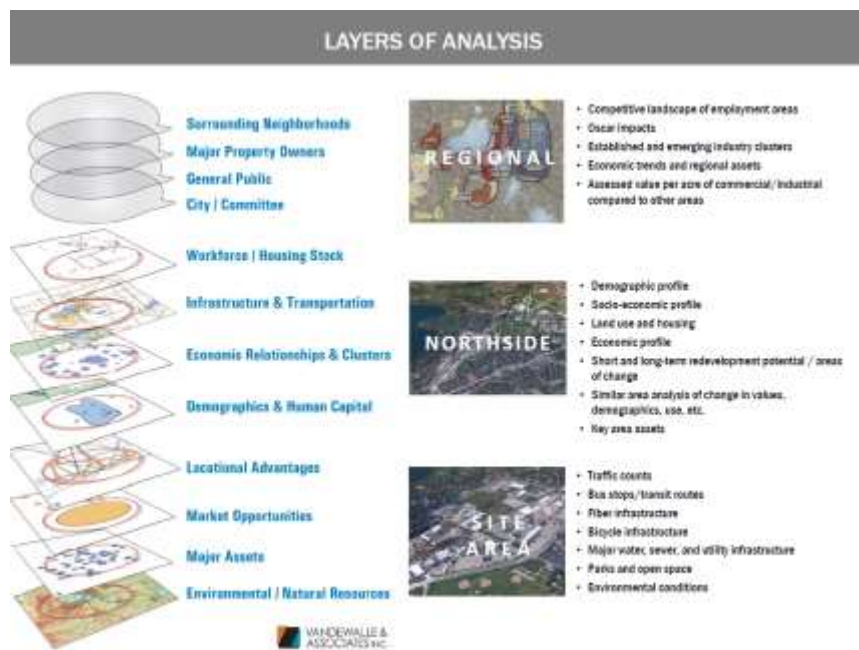 LAYERS OF ANALYSIS
Surrounding Neighborhoods
Major Property Owners
General Public
City | Committee
Workforce | Housing Stock
Infrastructure & Transportation
Economic Relationships & Clusters
Demographics & Human Capital
Locational Advantages
Market Opportunities
Major Assets
Environmental / Natural Resources
VANDEWALLE &
ASSOCIATES INC.
REGIONAL
• Competitive landscape of employment areas
• Oscar impacts
• Established and emerging industry clusters
• Economic trends and regional assets
• Assessed value per acre of commercial/industrial
compared to other areas
NORTHSIDE
• Demographic profile
• Socio-economic profile
• Land use and housing
• Economic profile
• Short and long-term redevelopment potential / areas
of change
• Similar area analysis of change in values,
demographics, use, etc.
• Key area assets
SITE
AREA
• Traffic counts
• Bus stops/transit routes
• Fiber infrastructure
• Bicycle infrastructure
• Major water, sewer, and utility infrastructure
• Parks and open space
• Environmental conditions